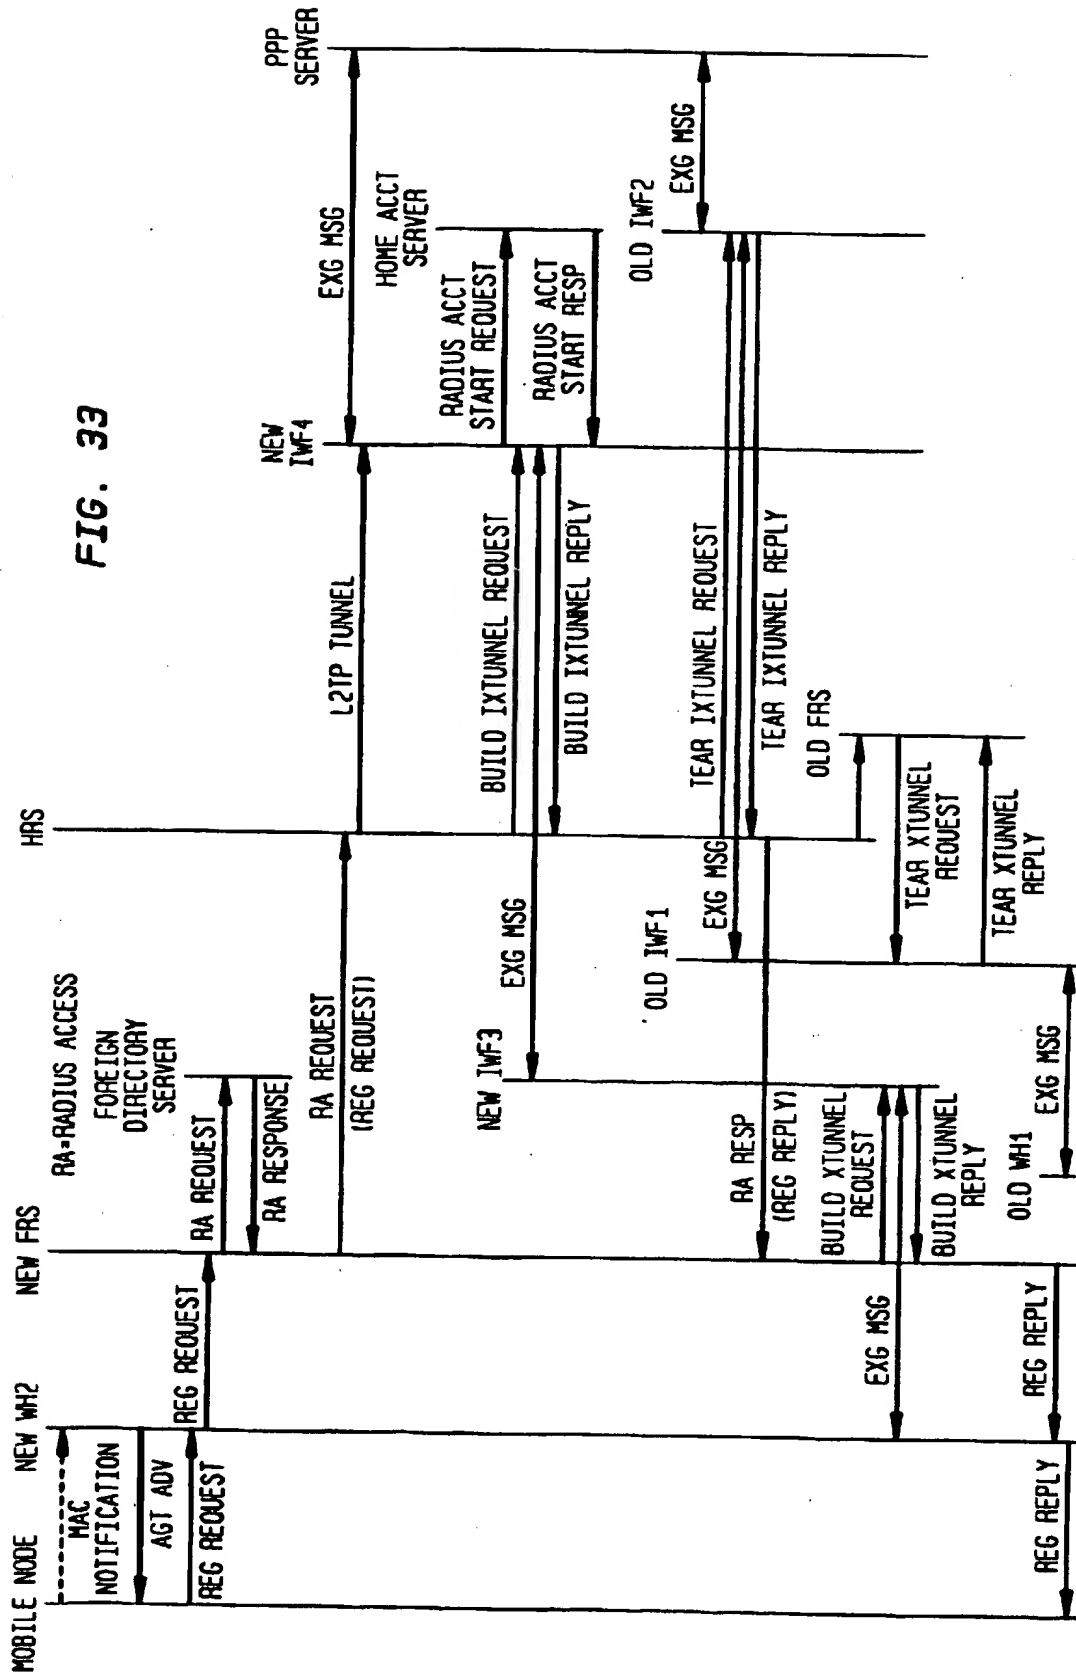 FIG. 33
MOBILE NODE
NEW WH2
NEW FRS
HRS
PPP
SERVER
RA=RADIUS ACCESS
FOREIGN
DIRECTORY
SERVER
NEW
IWF4
MAC
NOTIFICATION
AGT ADV
REG REQUEST
REG REQUEST
RA REQUEST
RA RESPONSE
RA REQUEST
(REG REQUEST)
L2TP TUNNEL
EXG MSG
HOME ACCT
SERVER
RADIUS ACCT
START REQUEST
RADIUS ACCT
START RESP
BUILD IXTUNNEL REQUEST
EXG MSG
NEW IWF3
BUILD IXTUNNEL REPLY
OLD IWF2
EXG MSG
TEAR IXTUNNEL REQUEST
EXG MSG
OLD IWF1
TEAR IXTUNNEL REPLY
RA RESP
(REG REPLY)
OLD FRS
BUILD XTUNNEL
REQUEST
EXG MSG
BUILD XTUNNEL
REPLY
TEAR XTUNNEL
REQUEST
TEAR XTUNNEL
REPLY
OLD WH1
EXG MSG
REG REPLY
REG REPLY